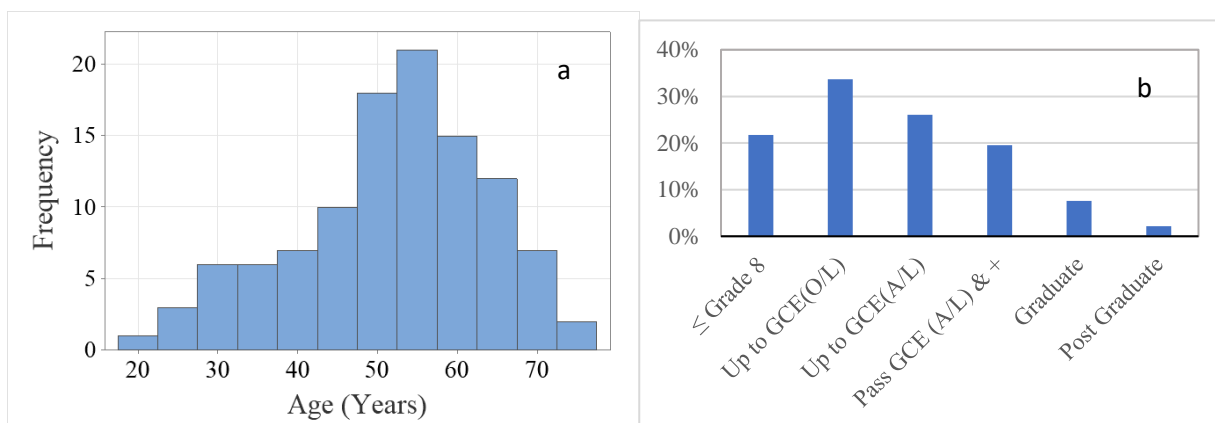 a
Frequency
20
15
10
5
0
20 30 40 50 60 70
Age (Years)
b
40%
30%
20%
10%
0%
≤ Grade 8
Up to GCE(O/L)
Up to GCE(A/L)
Pass GCE (A/L) & +
Graduate
Post Graduate